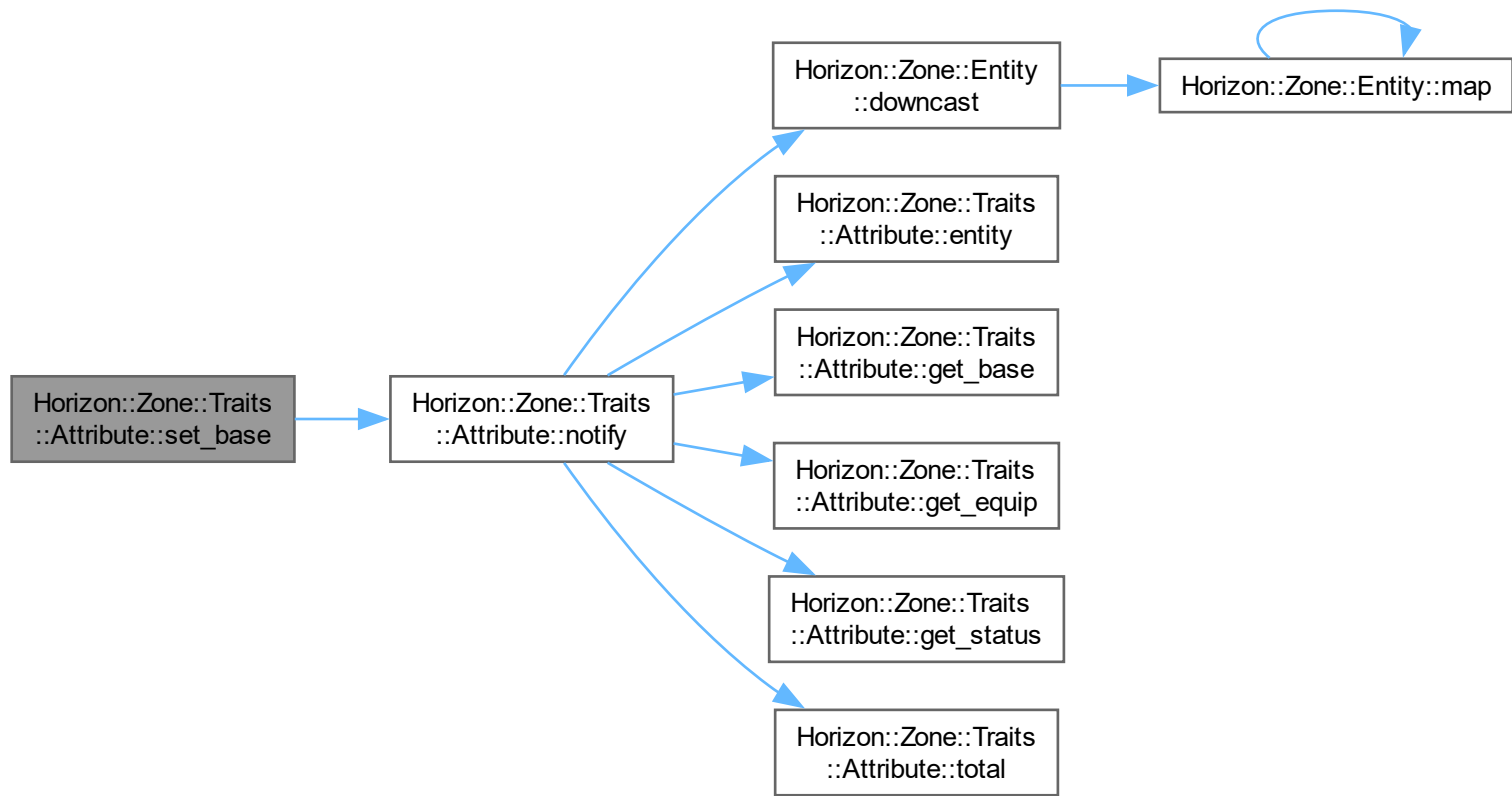 Horizon::Zone::Traits
::Attribute::set_base
Horizon::Zone::Traits
::Attribute::notify
Horizon::Zone::Entity
::downcast
Horizon::Zone::Entity::map
Horizon::Zone::Traits
::Attribute::entity
Horizon::Zone::Traits
::Attribute::get_base
Horizon::Zone::Traits
::Attribute::get_equip
Horizon::Zone::Traits
::Attribute::get_status
Horizon::Zone::Traits
::Attribute::total